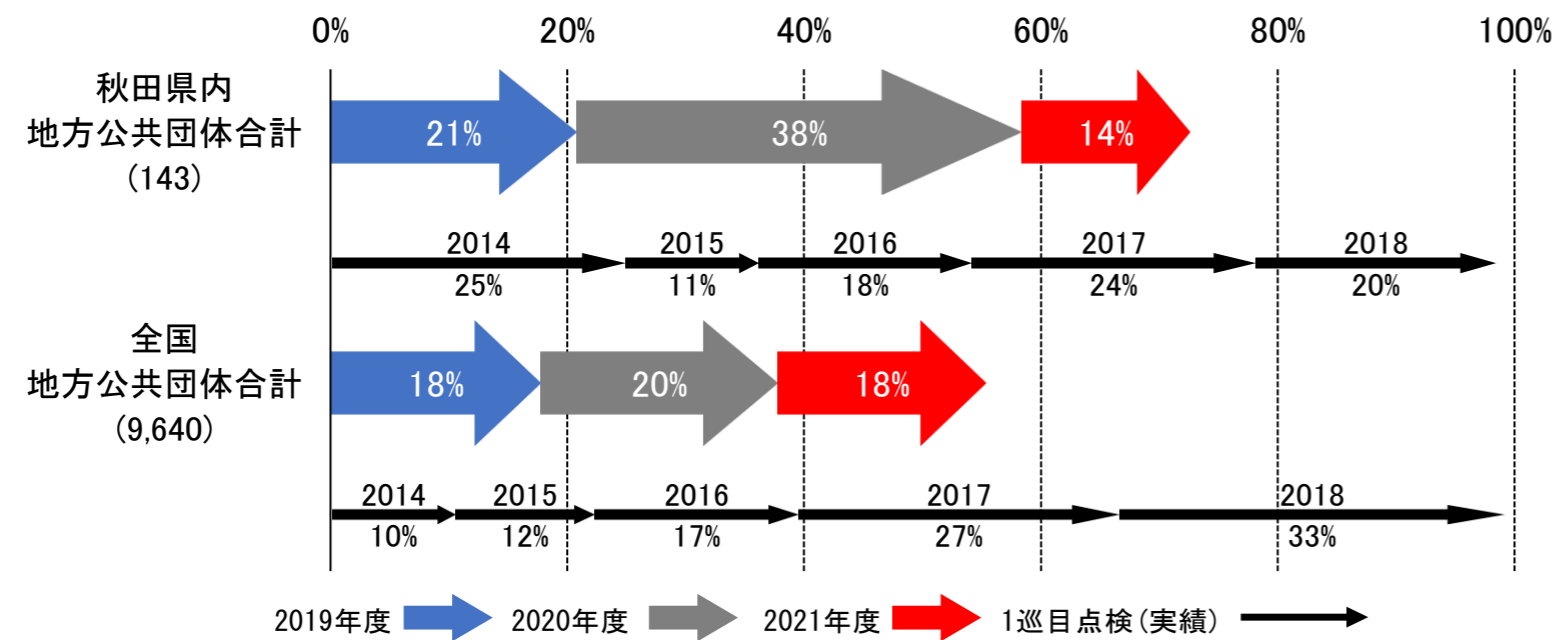 0% 20% 40% 60% 80% 100%
秋田県内
地方公共団体合計
(143)
21% 38% 14%
2014 2015 2016 2017 2018
25% 11% 18% 24% 20%
全国
地方公共団体合計
(9,640)
18% 20% 18%
2014 2015 2016 2017 2018
10% 12% 17% 27% 33%
2019年度 2020年度 2021年度 1巡目点検(実績)